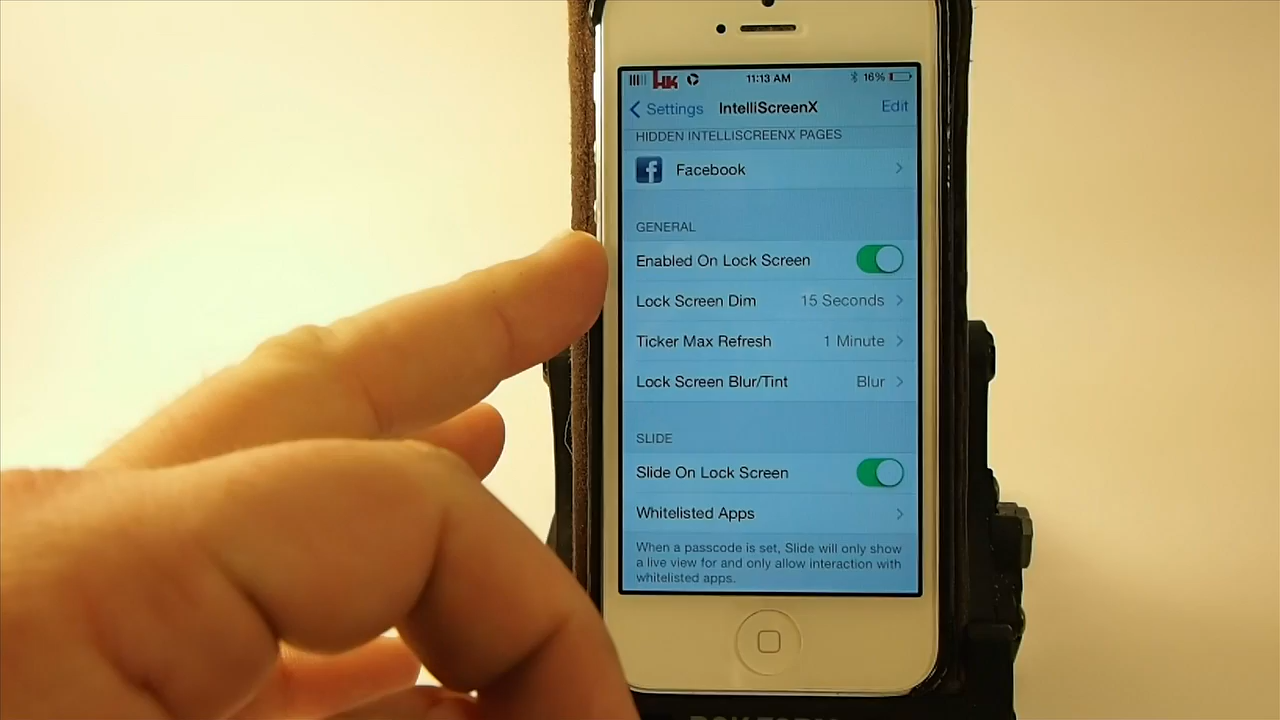 HK 11:13 AM 16%
Settings IntelliScreenX Edit
HIDDEN INTELLISCREENX PAGES
f Facebook
GENERAL
Enabled On Lock Screen
Lock Screen Dim 15 Seconds
Ticker Max Refresh 1 Minute
Lock Screen Blur/Tint Blur
SLIDE
Slide On Lock Screen
Whitelisted Apps
When a passcode is set, Slide will only show
a live view for and only allow interaction with
whitelisted apps.